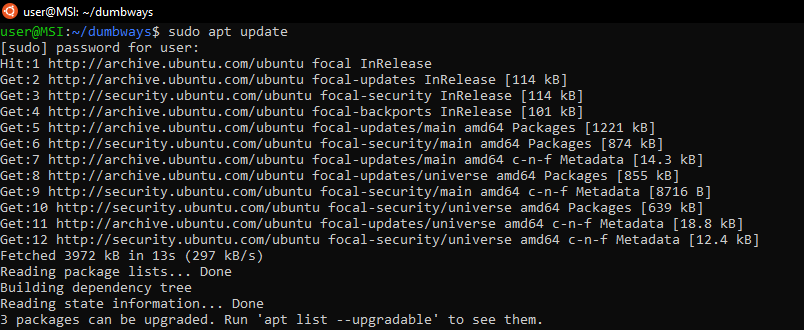 user@MSI: ~/dumbways
user@MSI:~/dumbways$ sudo apt update
[sudo] password for user:
Hit:1 http://archive.ubuntu.com/ubuntu focal InRelease
Get:2 http://archive.ubuntu.com/ubuntu focal-updates InRelease [114 kB]
Get:3 http://security.ubuntu.com/ubuntu focal-security InRelease [114 kB]
Get:4 http://archive.ubuntu.com/ubuntu focal-backports InRelease [101 kB]
Get:5 http://archive.ubuntu.com/ubuntu focal-updates/main amd64 Packages [1221 kB]
Get:6 http://security.ubuntu.com/ubuntu focal-security/main amd64 Packages [874 kB]
Get:7 http://archive.ubuntu.com/ubuntu focal-updates/main amd64 c-n-f Metadata [14.3 kB]
Get:8 http://archive.ubuntu.com/ubuntu focal-updates/universe amd64 Packages [855 kB]
Get:9 http://security.ubuntu.com/ubuntu focal-security/main amd64 c-n-f Metadata [8716 B]
Get:10 http://security.ubuntu.com/ubuntu focal-security/universe amd64 Packages [639 kB]
Get:11 http://archive.ubuntu.com/ubuntu focal-updates/universe amd64 c-n-f Metadata [18.8 kB]
Get:12 http://security.ubuntu.com/ubuntu focal-security/universe amd64 c-n-f Metadata [12.4 kB]
Fetched 3972 kB in 13s (297 kB/s)
Reading package lists... Done
Building dependency tree
Reading state information... Done
3 packages can be upgraded. Run 'apt list --upgradable' to see them.